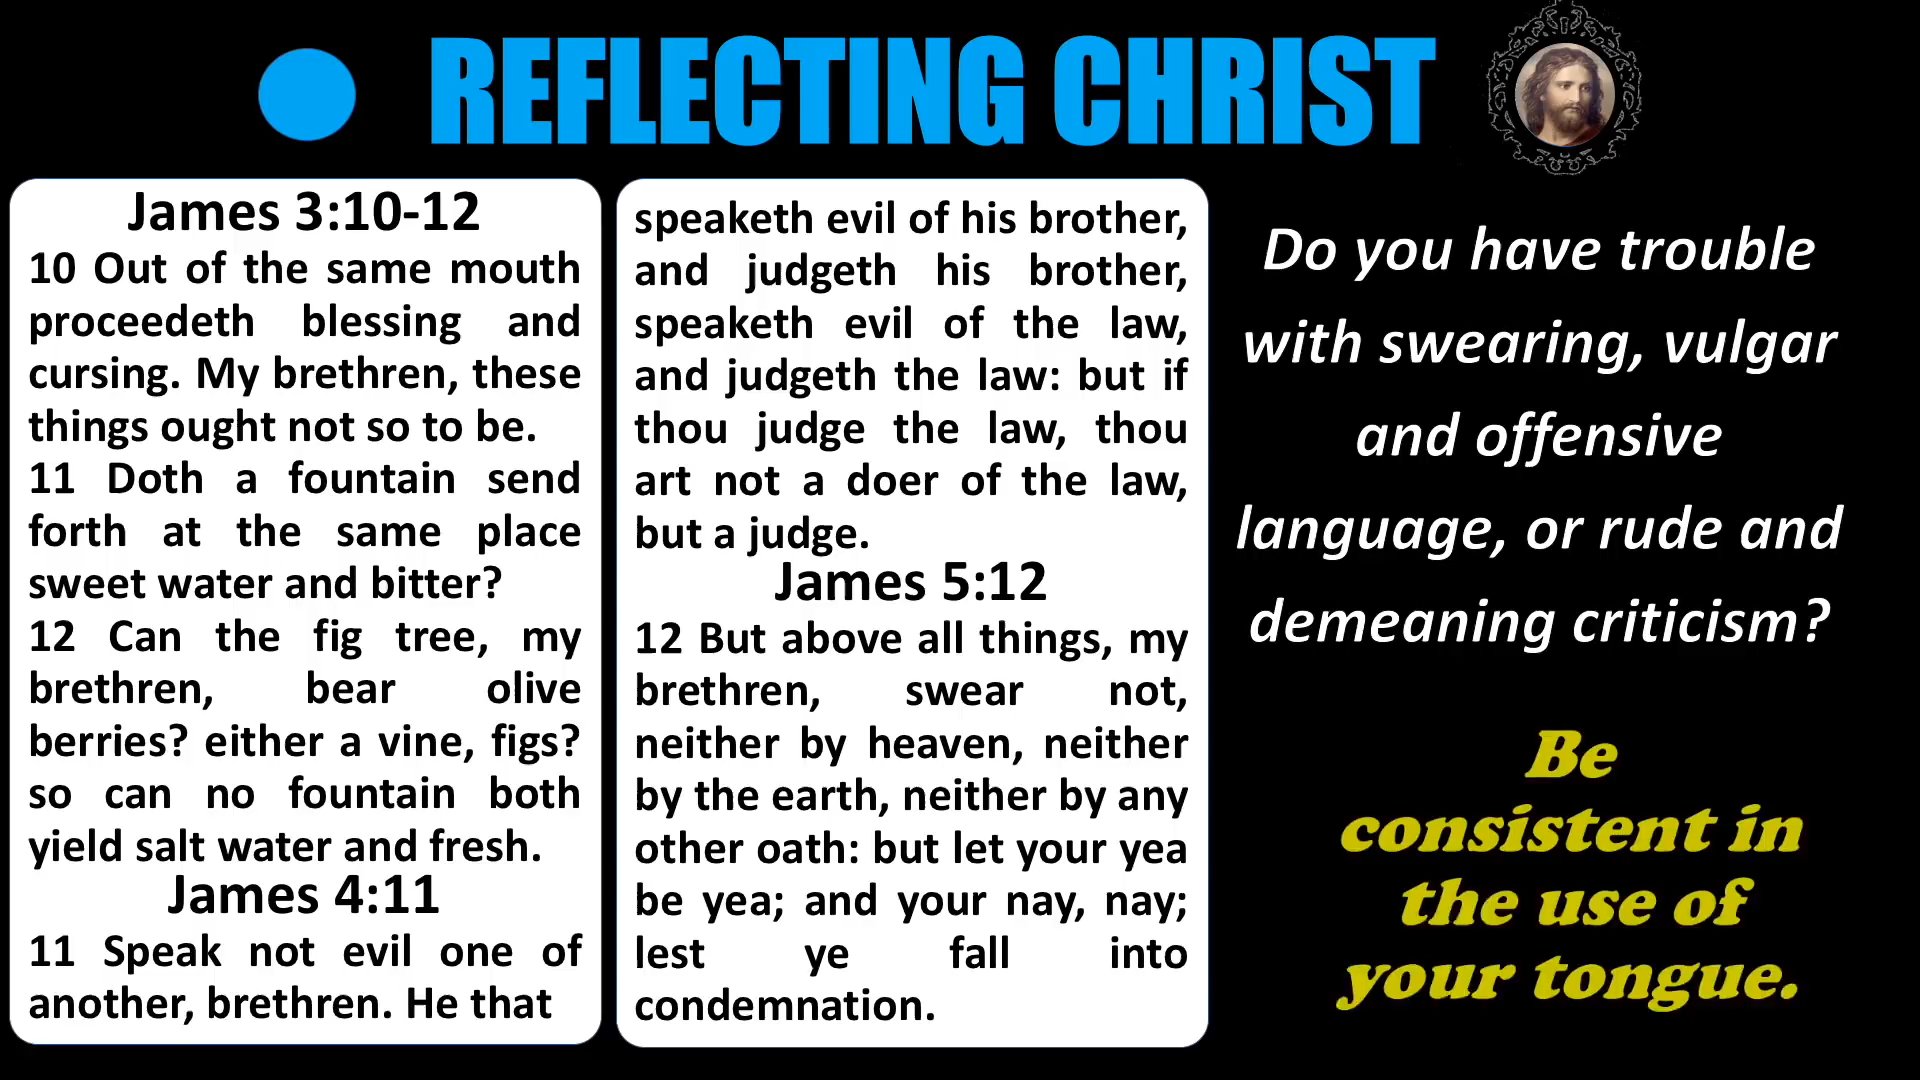 REFLECTING CHRIST
James 3:10-12
10 Out of the same mouth
proceedeth blessing and
cursing. My brethren, these
things ought not so to be.
11 Doth a fountain send
forth at the same place
sweet water and bitter?
12 Can the fig tree, my
brethren, bear olive
berries? either a vine, figs?
so can no fountain both
yield salt water and fresh.
James 4:11
11 Speak not evil one of
another, brethren. He that
speaketh evil of his brother,
and judgeth his brother,
speaketh evil of the law,
and judgeth the law: but if
thou judge the law, thou
art not a doer of the law,
but a judge.
James 5:12
12 But above all things, my
brethren, swear not,
neither by heaven, neither
by the earth, neither by any
other oath: but let your yea
be yea; and your nay, nay;
lest ye fall into
condemnation.
Do you have trouble
with swearing, vulgar
and offensive
language, or rude and
demeaning criticism?
Be
consistent in
the use of
your tongue.